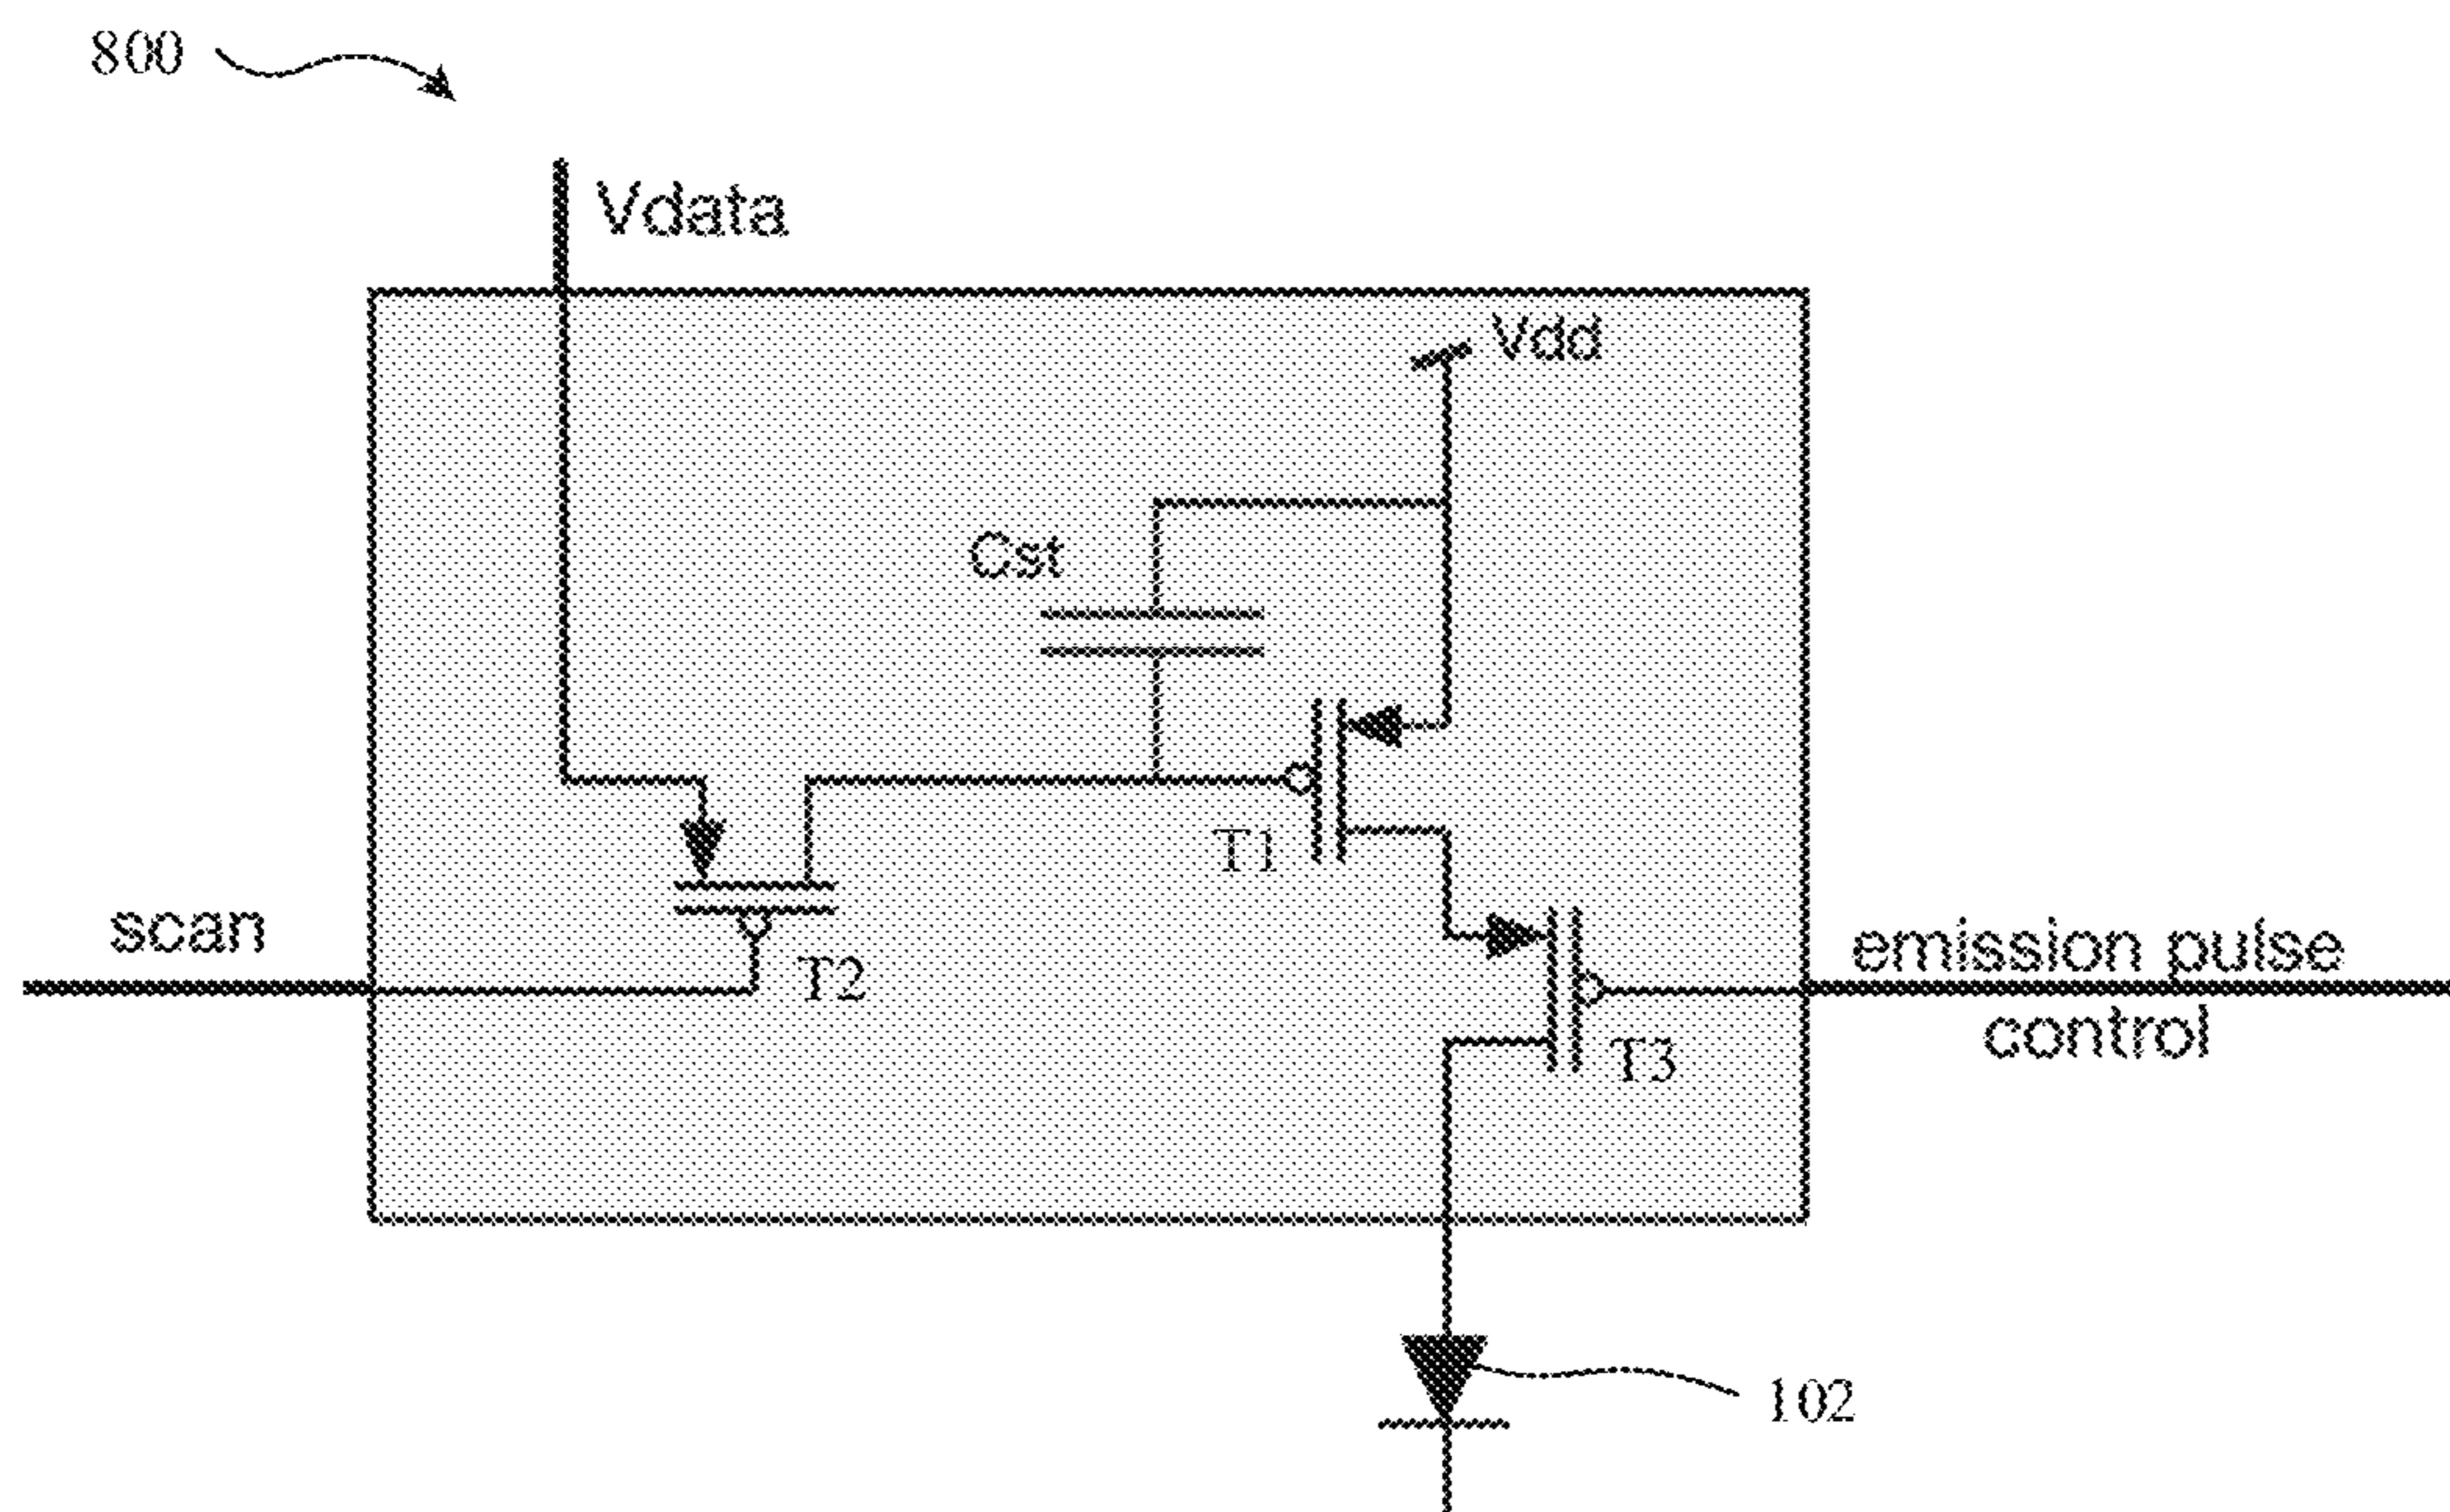 800
Vdata
Vdd
Cst
T1
scan
T2
emission pulse
control
T3
102